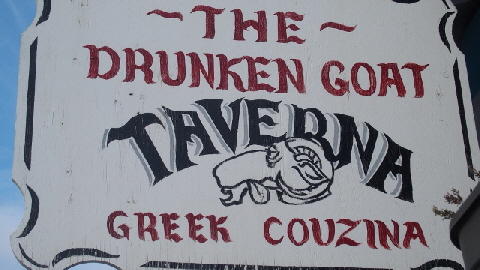 ~ THE ~
DRUNKEN GOAT
TAVERNA
GREEK COUZINA